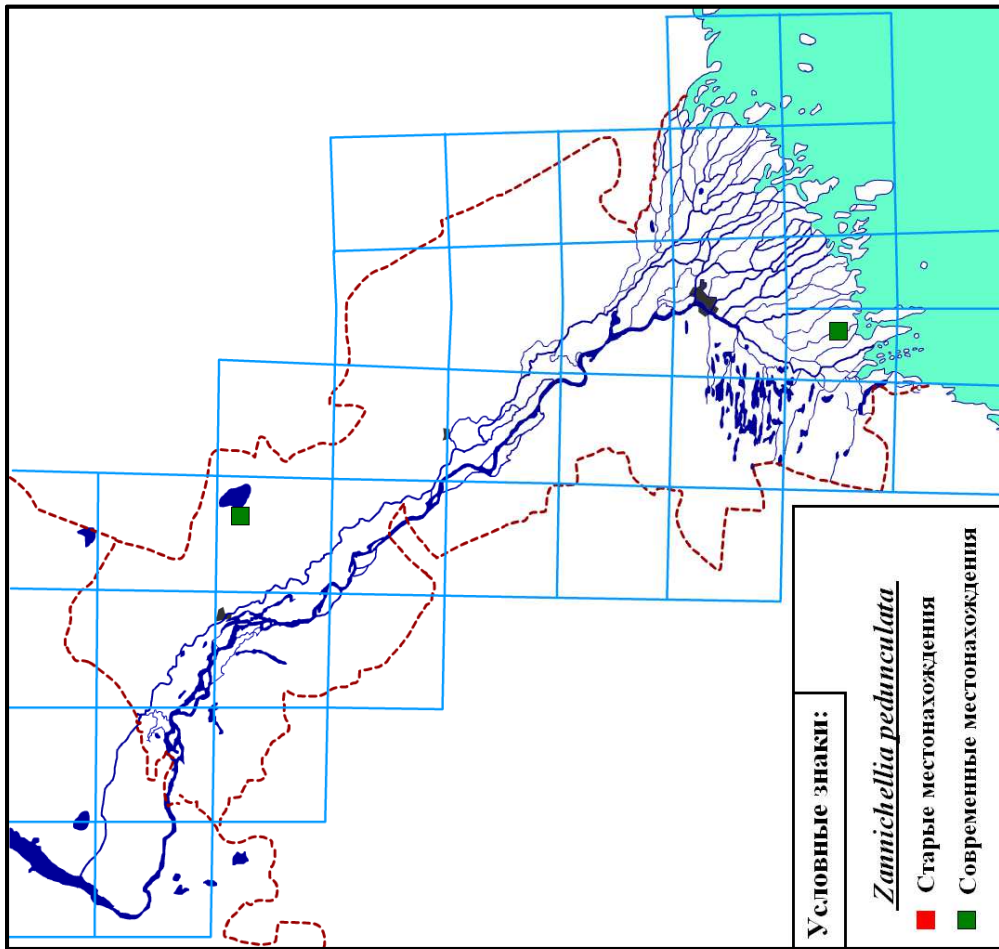 Условные знаки:
Zannichellia pedunculata
Старые местонахождения
Современные местонахождения